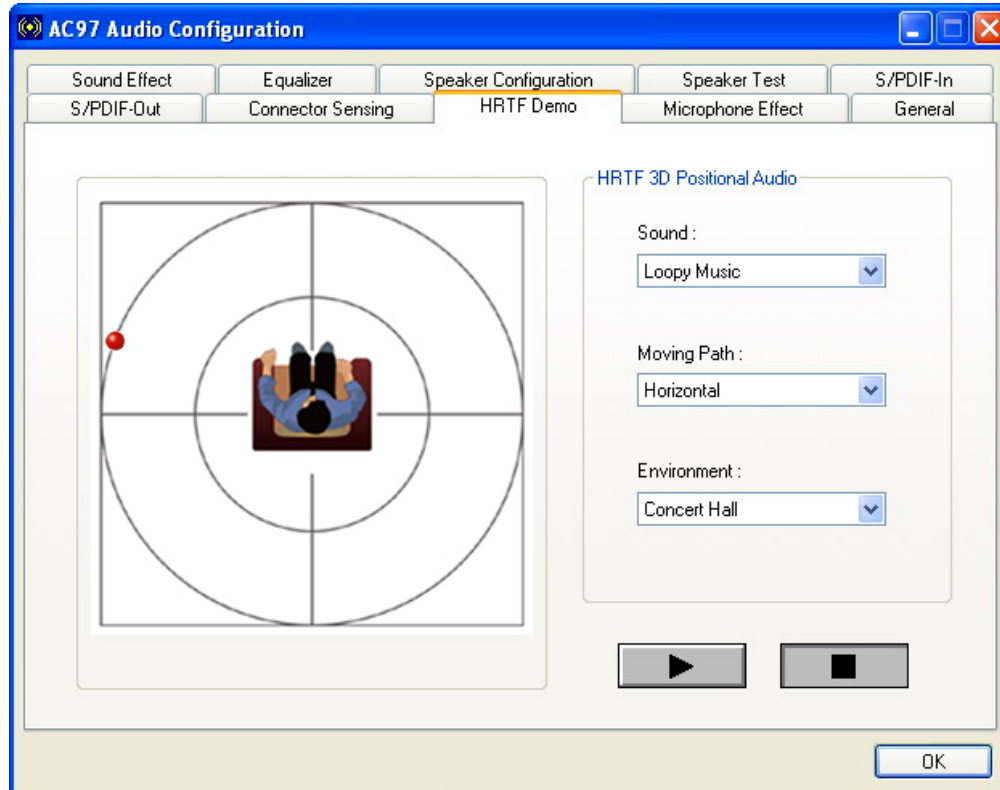 AC97 Audio Configuration
Sound Effect Equalizer Speaker Configuration Speaker Test S/PDIF-In
S/PDIF-Out Connector Sensing HRTF Demo Microphone Effect General
HRTF 3D Positional Audio
Sound :
Loopy Music
Moving Path :
Horizontal
Environment :
Concert Hall
OK